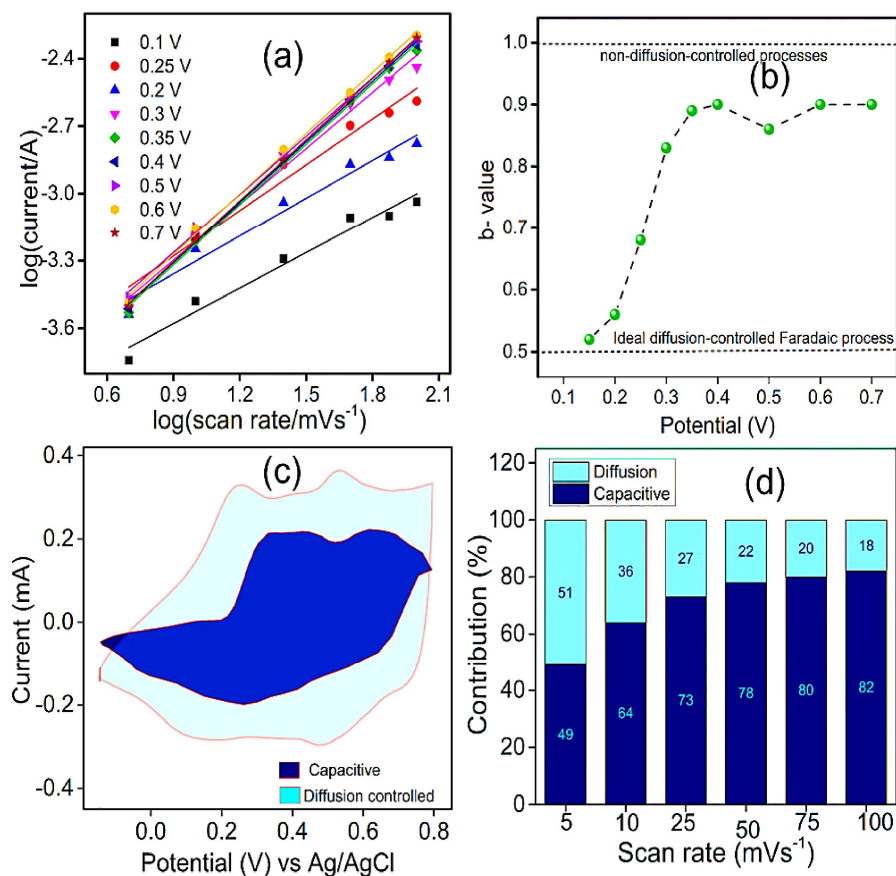 (a)
-2.4
-2.7
-3.0
-3.3
-3.6
log(current/A)
0.1 V
0.25 V
0.2 V
0.3 V
0.35 V
0.4 V
0.5 V
0.6 V
0.7 V
0.6 0.9 1.2 1.5 1.8 2.1
log(scan rate/mVs⁻¹)
(b)
1.0
0.9
0.8
0.7
0.6
0.5
b- value
non-diffusion-controlled processes
Ideal diffusion-controlled Faradaic process
0.1 0.2 0.3 0.4 0.5 0.6 0.7
Potential (V)
(c)
0.4
0.2
0.0
-0.2
-0.4
Current (mA)
Capacitive
Diffusion controlled
0.0 0.2 0.4 0.6 0.8
Potential (V) vs Ag/AgCl
(d)
Diffusion
Capacitive
120
100
80
60
40
20
0
Contribution (%)
51 36 27 22 20 18
49 64 73 78 80 82
5 10 25 50 75 100
Scan rate (mVs⁻¹)